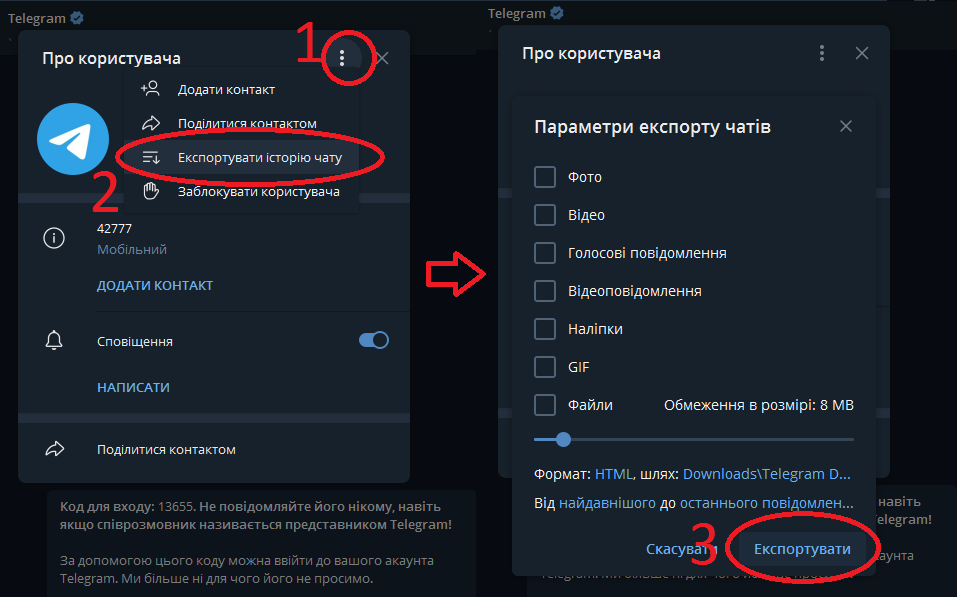 Telegram
Про користувача
1
Додати контакт
Поділитися контактом
Експортувати історію чату
2
Заблокувати користувача
42777
Мобільний
ДОДАТИ КОНТАКТ
Сповіщення
НАПИСАТИ
Поділитися контактом
Код для входу: 13655. Не повідомляйте його нікому, навіть
якщо співрозмовник називається представником Telegram!
За допомогою цього коду можна ввійти до вашого акаунта
Telegram. Ми більше ні для чого його не просимо.
Telegram
Про користувача
Параметри експорту чатів
Фото
Відео
Голосові повідомлення
Відеоповідомлення
Наліпки
GIF
Файли Обмеження в розмірі: 8 MB
Формат: HTML, шлях: Downloads\Telegram D...
Від найдавнішого до останнього повідомлен...
Скасувати 3 Експортувати
навіть
elegram!
аунта